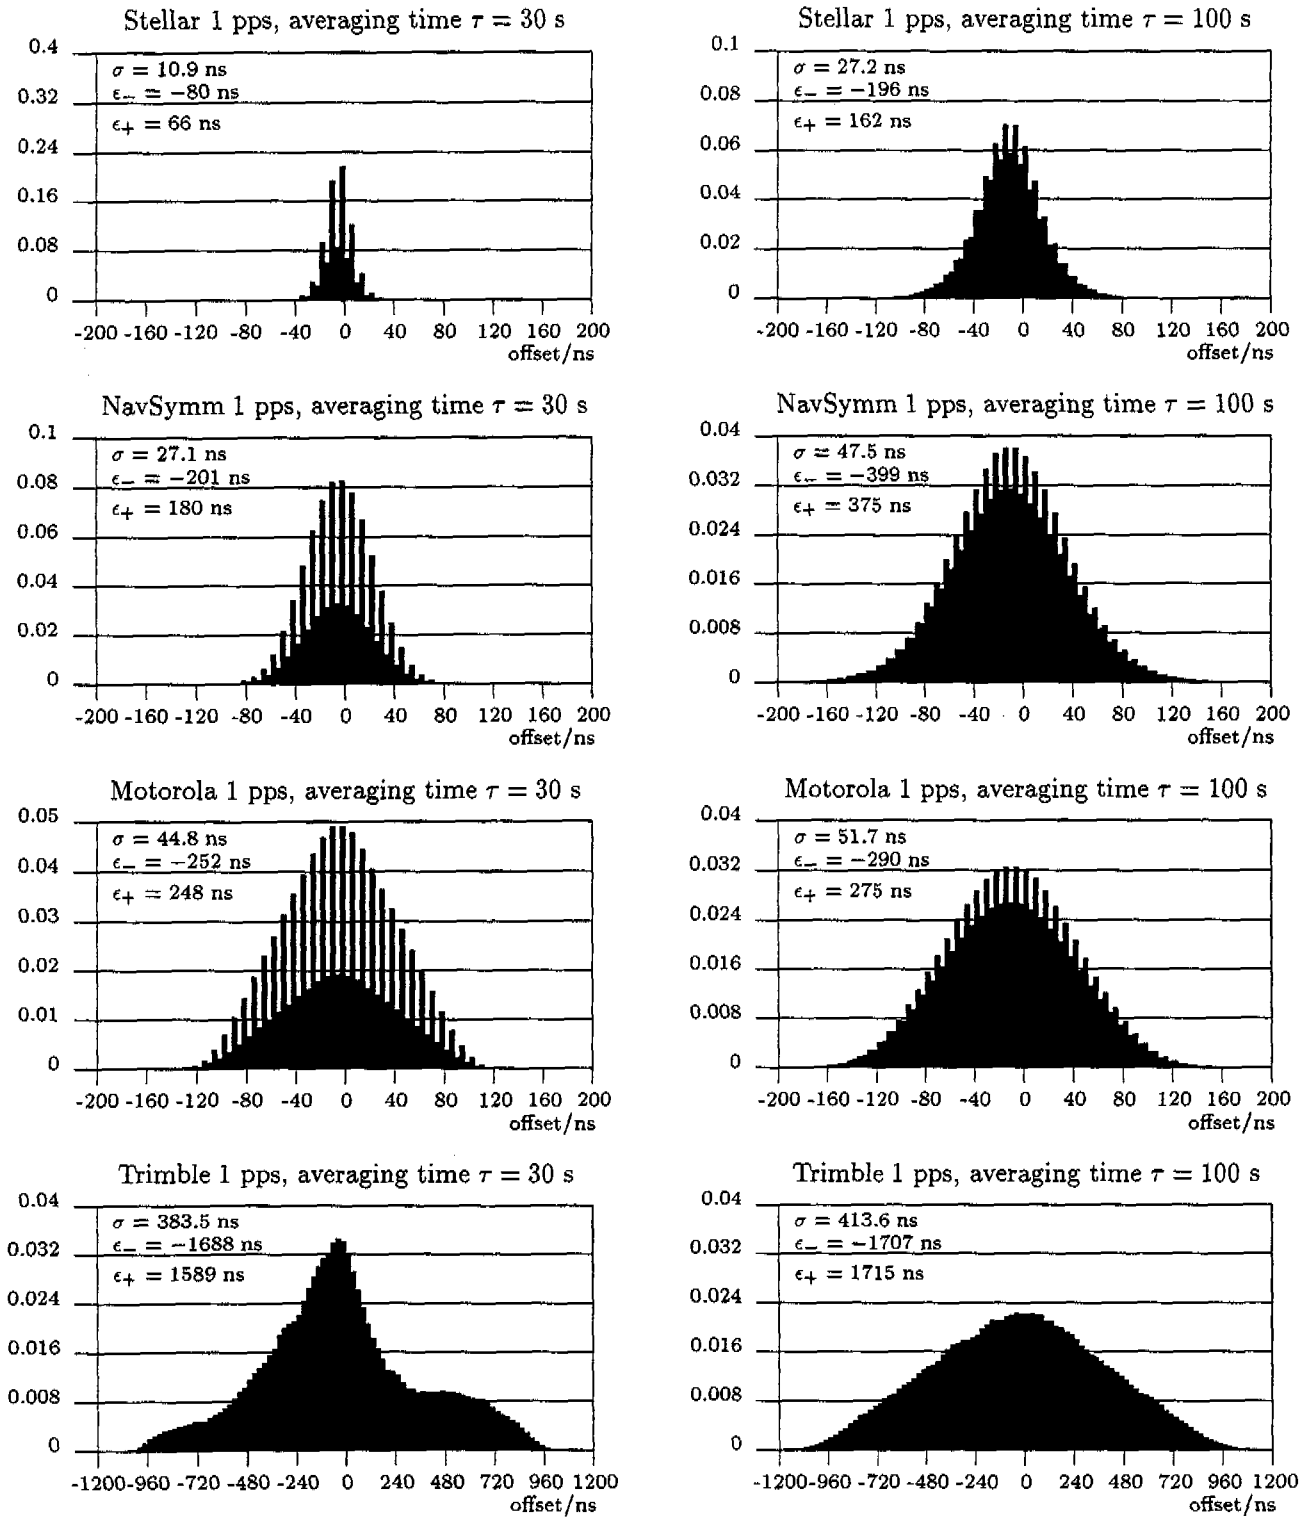 Stellar 1 pps, averaging time τ = 30 s
0.4
σ = 10.9 ns
ϵ− = −80 ns
0.32
ϵ+ = 66 ns
0.24
0.16
0.08
0
-200 -160 -120 -80 -40 0 40 80 120 160 200
offset/ns
Stellar 1 pps, averaging time τ = 100 s
0.1
σ = 27.2 ns
ϵ− = −196 ns
0.08
ϵ+ = 162 ns
0.06
0.04
0.02
0
-200 -160 -120 -80 -40 0 40 80 120 160 200
offset/ns
NavSymm 1 pps, averaging time τ = 30 s
0.1
σ = 27.1 ns
ϵ− = −201 ns
0.08
ϵ+ = 180 ns
0.06
0.04
0.02
0
-200 -160 -120 -80 -40 0 40 80 120 160 200
offset/ns
NavSymm 1 pps, averaging time τ = 100 s
0.04
σ = 47.5 ns
ϵ− = −399 ns
0.032
ϵ+ = 375 ns
0.024
0.016
0.008
0
-200 -160 -120 -80 -40 0 40 80 120 160 200
offset/ns
Motorola 1 pps, averaging time τ = 30 s
0.05
σ = 44.8 ns
ϵ− = −252 ns
0.04
ϵ+ = 248 ns
0.03
0.02
0.01
0
-200 -160 -120 -80 -40 0 40 80 120 160 200
offset/ns
Motorola 1 pps, averaging time τ = 100 s
0.04
σ = 51.7 ns
ϵ− = −290 ns
0.032
ϵ+ = 275 ns
0.024
0.016
0.008
0
-200 -160 -120 -80 -40 0 40 80 120 160 200
offset/ns
Trimble 1 pps, averaging time τ = 30 s
0.04
σ = 383.5 ns
ϵ− = −1688 ns
0.032
ϵ+ = 1589 ns
0.024
0.016
0.008
0
-1200 -960 -720 -480 -240 0 240 480 720 960 1200
offset/ns
Trimble 1 pps, averaging time τ = 100 s
0.04
σ = 413.6 ns
ϵ− = −1707 ns
0.032
ϵ+ = 1715 ns
0.024
0.016
0.008
0
-1200 -960 -720 -480 -240 0 240 480 720 960 1200
offset/ns